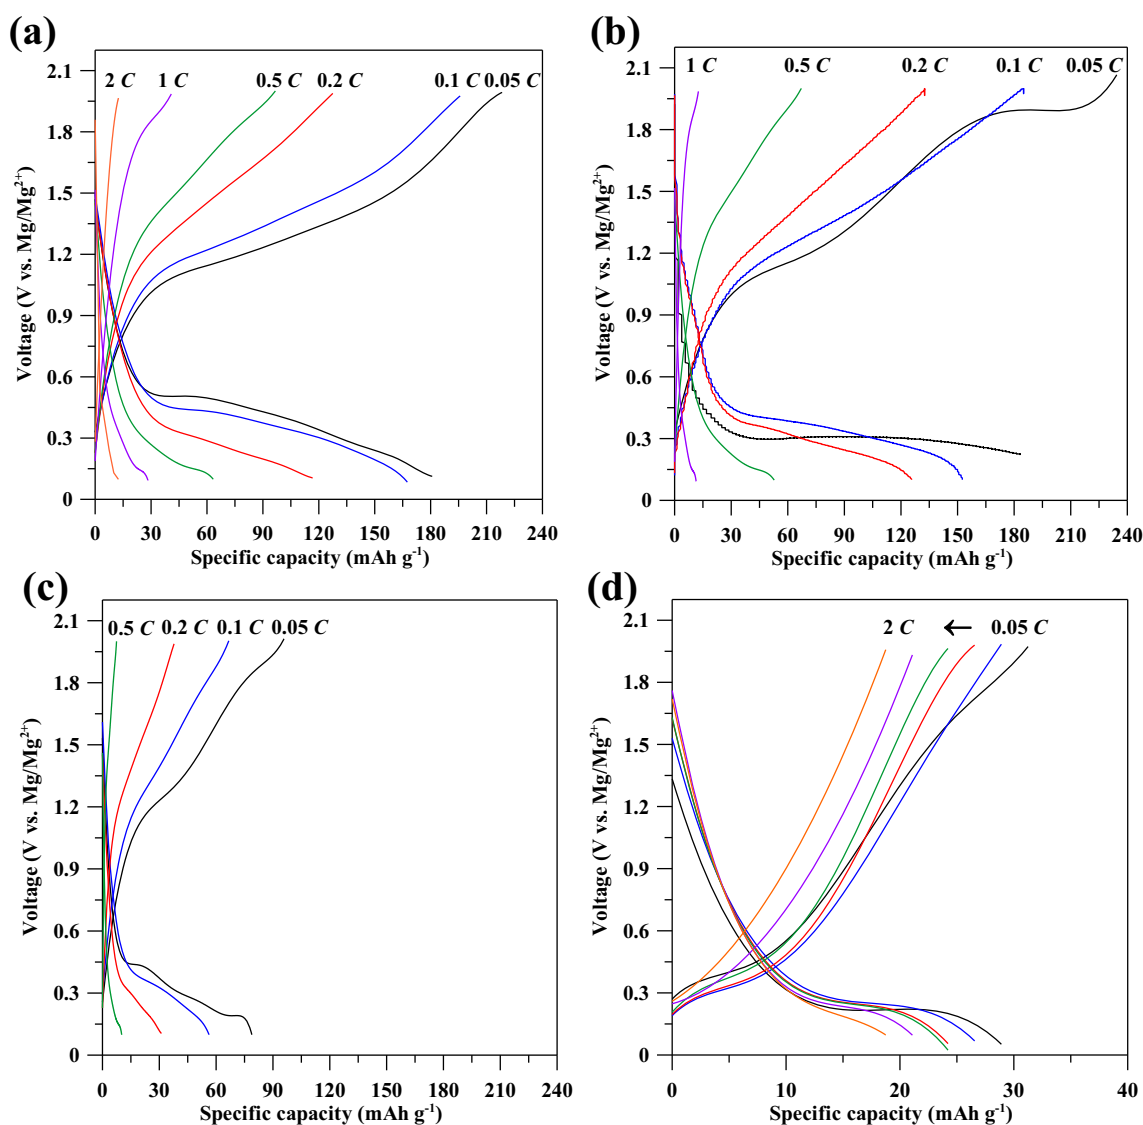 (a)
2 C 1 C 0.5 C 0.2 C 0.1 C 0.05 C
2.1
1.8
1.5
1.2
0.9
0.6
0.3
0
Voltage (V vs. Mg/Mg²⁺)
0 30 60 90 120 150 180 210 240
Specific capacity (mAh g⁻¹)
(b)
1 C 0.5 C 0.2 C 0.1 C 0.05 C
2.1
1.8
1.5
1.2
0.9
0.6
0.3
0
Voltage (V vs. Mg/Mg²⁺)
0 30 60 90 120 150 180 210 240
Specific capacity (mAh g⁻¹)
(c)
0.5 C 0.2 C 0.1 C 0.05 C
2.1
1.8
1.5
1.2
0.9
0.6
0.3
0
Voltage (V vs. Mg/Mg²⁺)
0 30 60 90 120 150 180 210 240
Specific capacity (mAh g⁻¹)
(d)
2 C ← 0.05 C
2.1
1.8
1.5
1.2
0.9
0.6
0.3
0
Voltage (V vs. Mg/Mg²⁺)
0 10 20 30 40
Specific capacity (mAh g⁻¹)